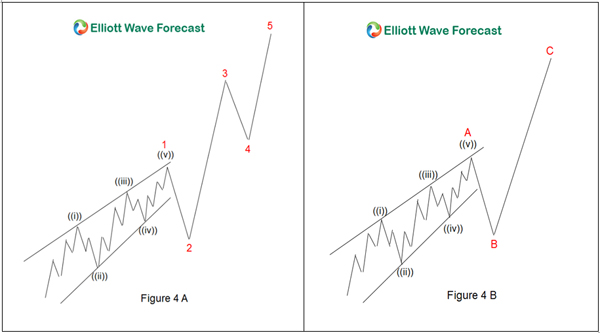 Elliott Wave Forecast
5
3
1
((v))
4
((iii))
((i))
((iv))
((ii))
2
Figure 4 A
Elliott Wave Forecast
C
A
((v))
((iii))
((i))
((iv))
B
((ii))
Figure 4 B